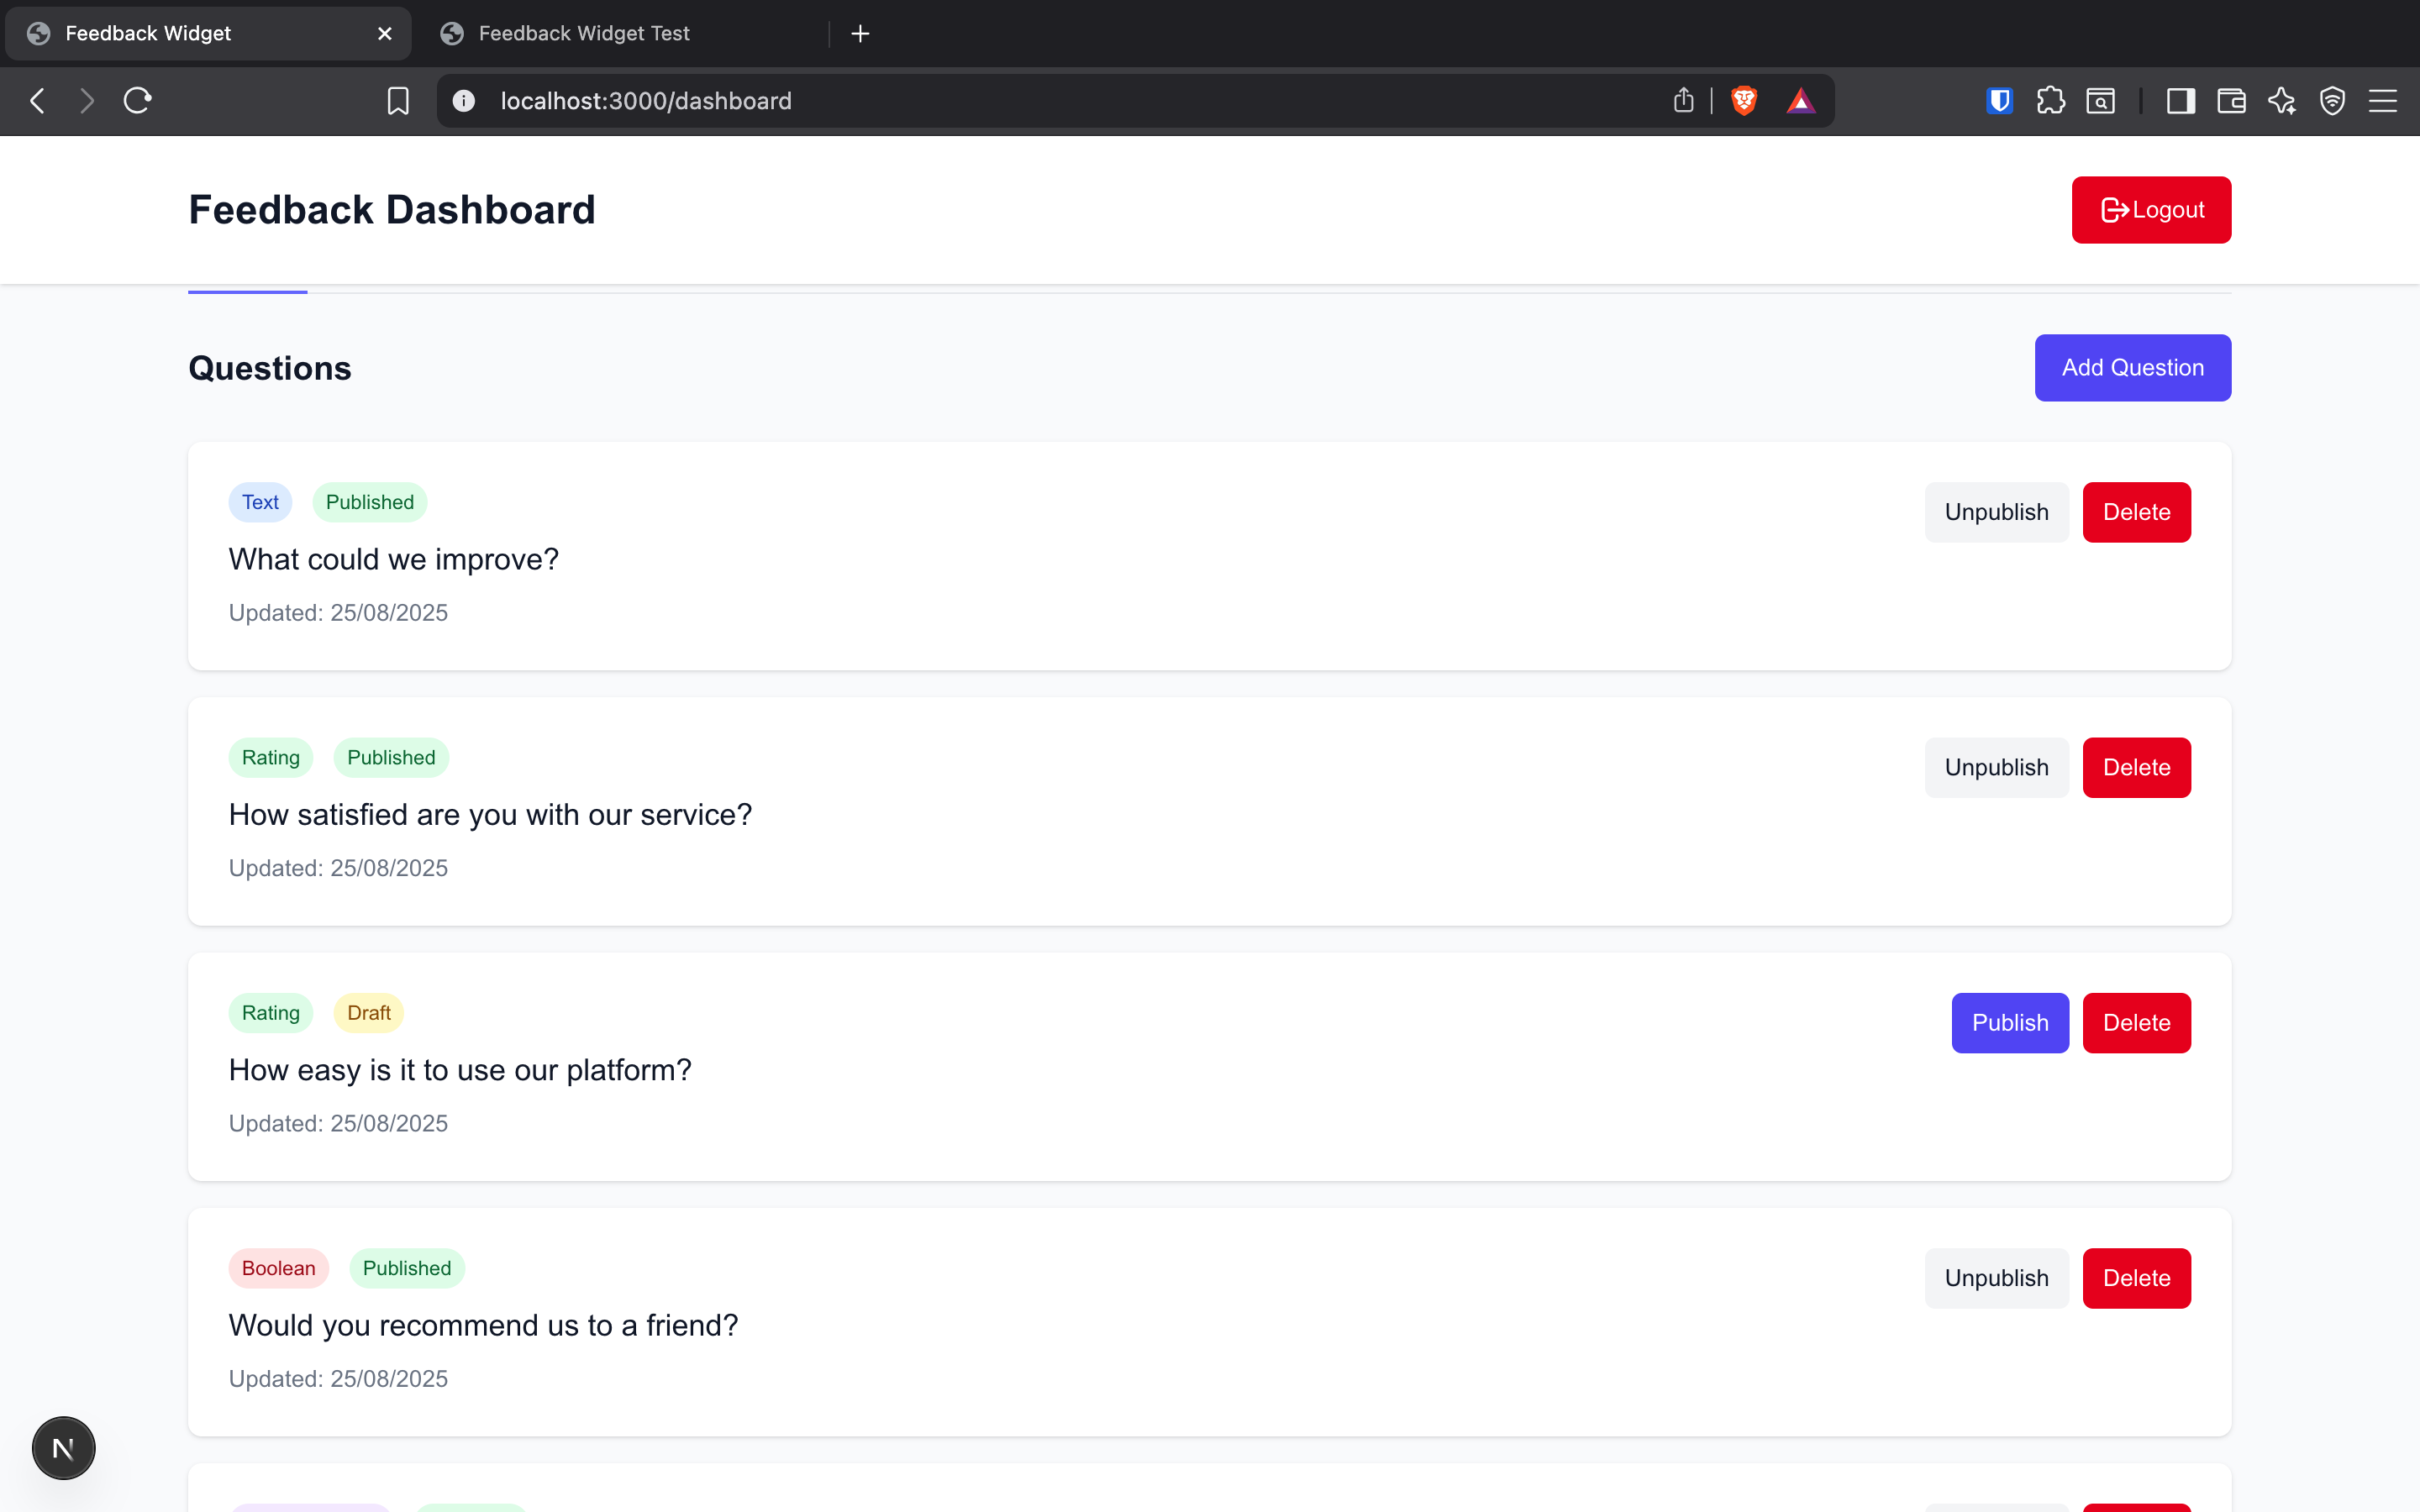 Feedback Widget
Feedback Widget Test
localhost:3000/dashboard
Feedback Dashboard
Logout
Questions
Add Question
Text Published
Unpublish Delete
What could we improve?
Updated: 25/08/2025
Rating Published
Unpublish Delete
How satisfied are you with our service?
Updated: 25/08/2025
Rating Draft
Publish Delete
How easy is it to use our platform?
Updated: 25/08/2025
Boolean Published
Unpublish Delete
Would you recommend us to a friend?
Updated: 25/08/2025
N